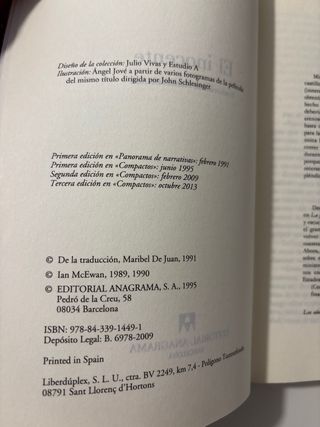 Diseño de la colección: Julio Vivas y Estudio A
Ilustración: Ángel Jové a partir de varios fotogramas de la película
del mismo título dirigida por John Schlesinger
Primera edición en «Panorama de narrativas»: febrero 1991
Primera edición en «Compactos»: junio 1995
Segunda edición en «Compactos»: febrero 2009
Tercera edición en «Compactos»: octubre 2013
© De la traducción, Maribel De Juan, 1991
© Ian McEwan, 1989, 1990
© EDITORIAL ANAGRAMA, S. A., 1995
Pedró de la Creu, 58
08034 Barcelona
ISBN: 978-84-339-1449-1
Depósito Legal: B. 6978-2009
Printed in Spain
Liberdúplex, S. L. U., ctra. BV 2249, km 7,4 - Polígono Torrentfondo
08791 Sant Llorenç d'Hortons